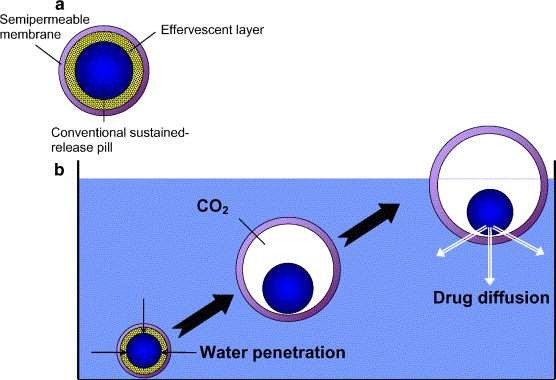 a
Semipermeable
membrane
Effervescent layer
Conventional sustained-
release pill
b
CO₂
Drug diffusion
Water penetration